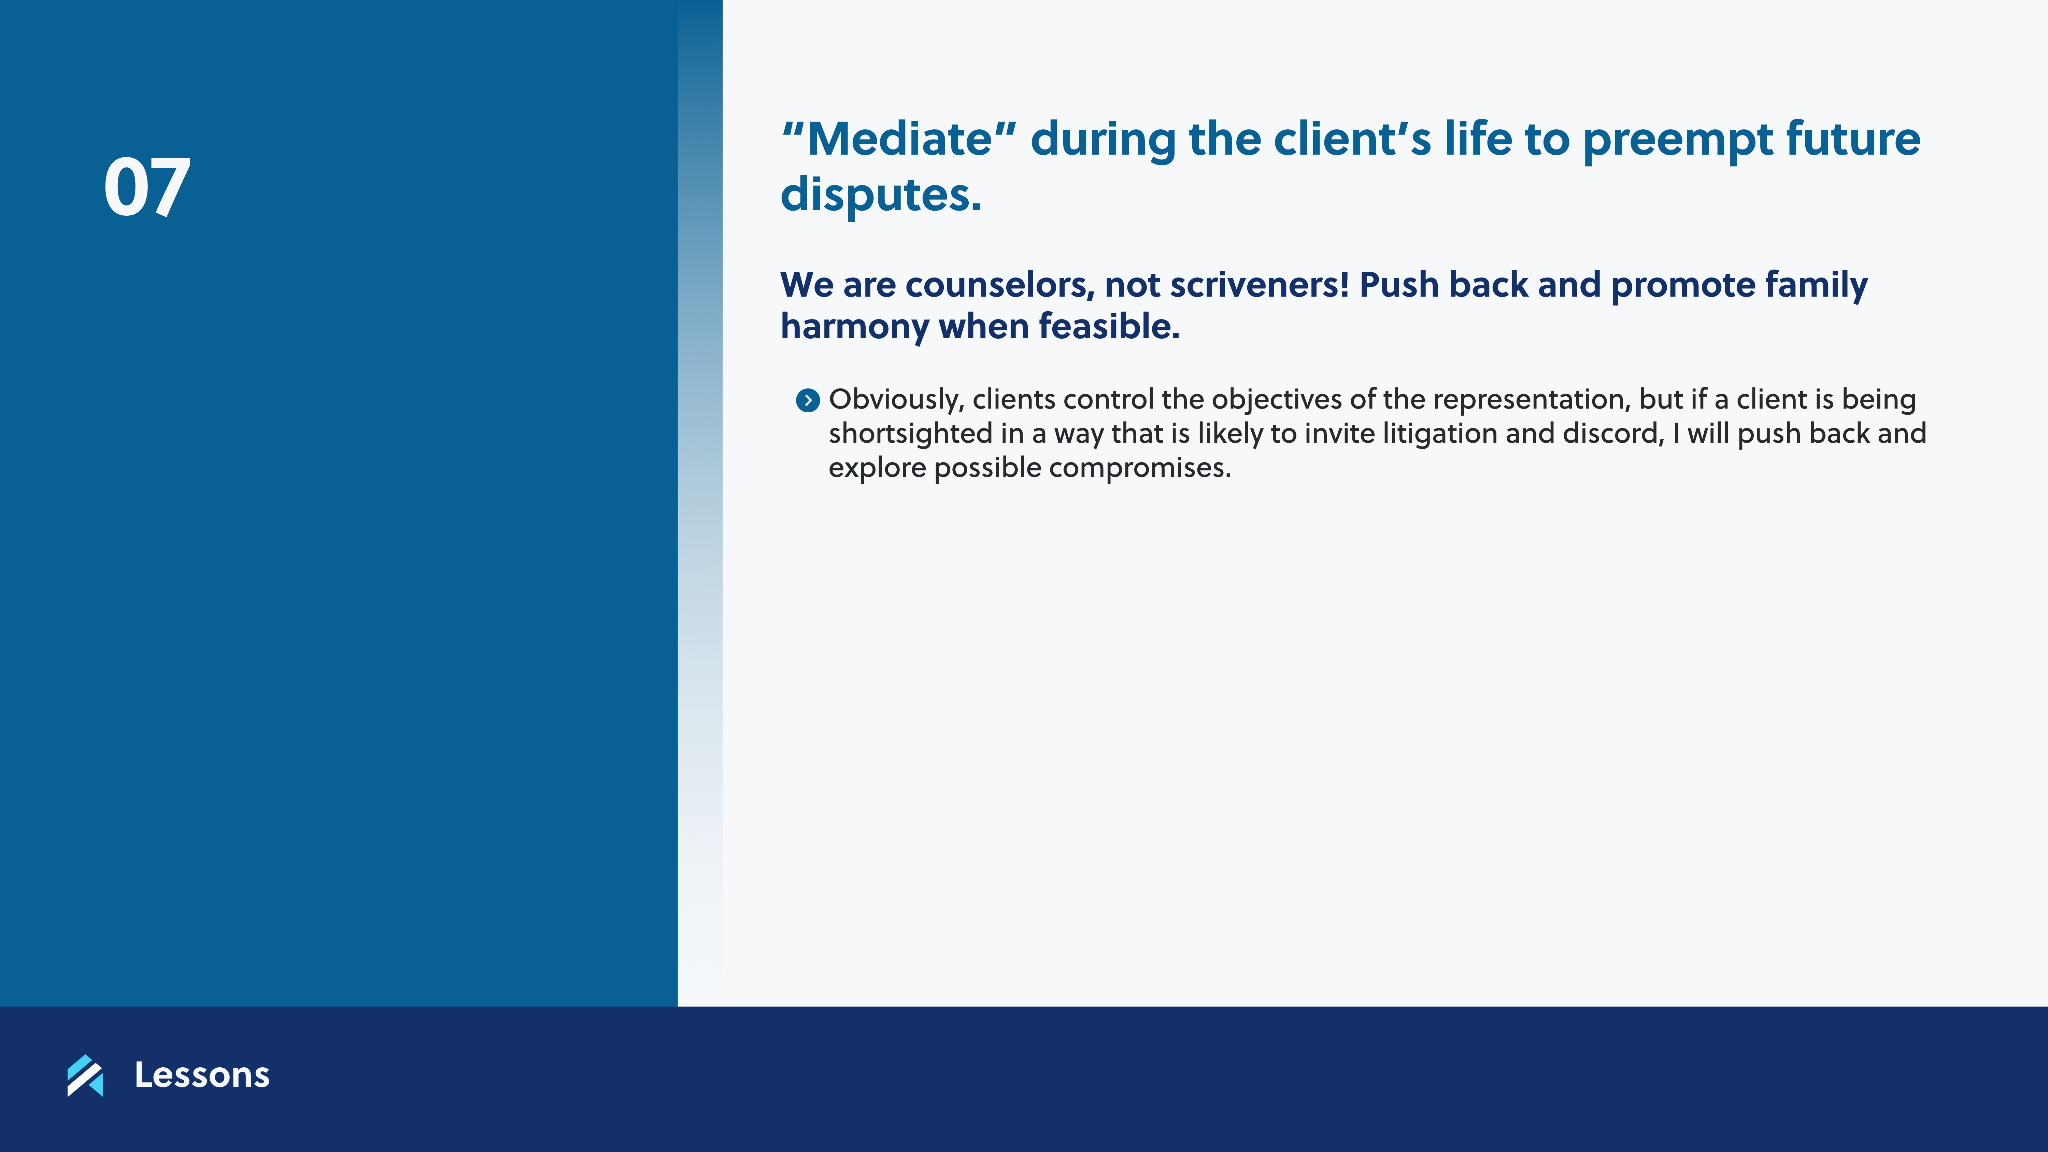 07
“Mediate” during the client’s life to preempt future
disputes.
We are counselors, not scriveners! Push back and promote family
harmony when feasible.
Obviously, clients control the objectives of the representation, but if a client is being
shortsighted in a way that is likely to invite litigation and discord, I will push back and
explore possible compromises.
Lessons